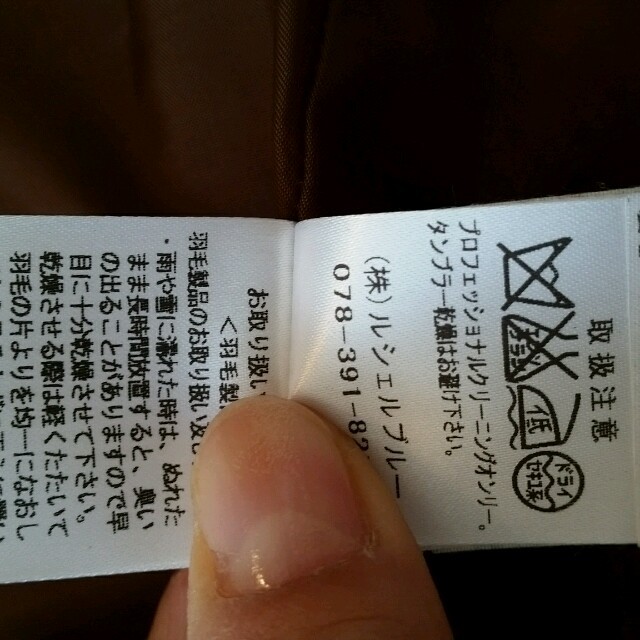 取扱注意
低
ドライ
セキユ系
プロフェッショナルクリーニングオンリー。
タンブラー乾燥はお避け下さい。
(株)ルシェルブルー
078-391-82
お取り扱い
<羽毛製
羽毛製品のお取り扱い及び
・雨や雪に濡れた時は、ぬれた
まま長時間放置すると、臭い
の出ることがありますので早
目に十分乾燥させて下さい。
乾燥させる際は軽くたたいて
羽毛の片よりを均一になおし